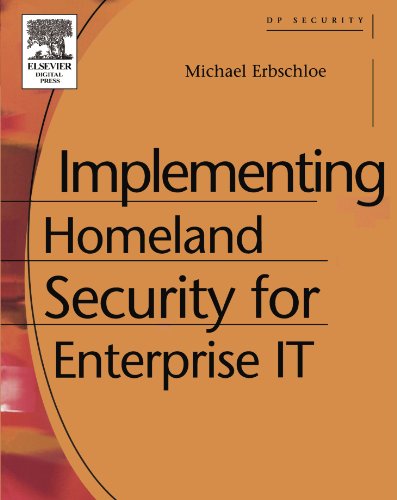 DP SECURITY
ELSEVIER
DIGITAL
PRESS
Michael Erbschloe
Implementing
Homeland
Security for
Enterprise IT